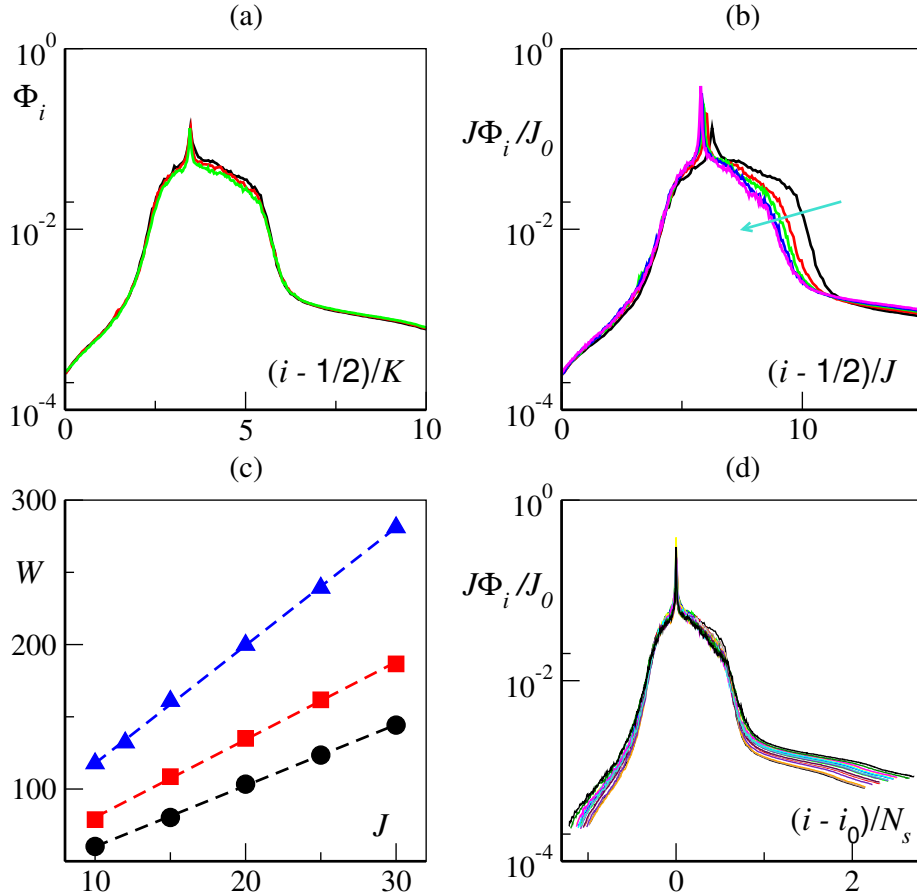 (a)
10^0
Φ_i
10^-2
10^-4
(i - 1/2)/K
0
5
10
(b)
10^0
JΦ_i/J_0
10^-2
10^-4
(i - 1/2)/J
0
5
10
(c)
300
W
200
100
J
10
20
30
(d)
10^0
JΦ_i/J_0
10^-2
10^-4
(i - i_0)/N_s
0
2